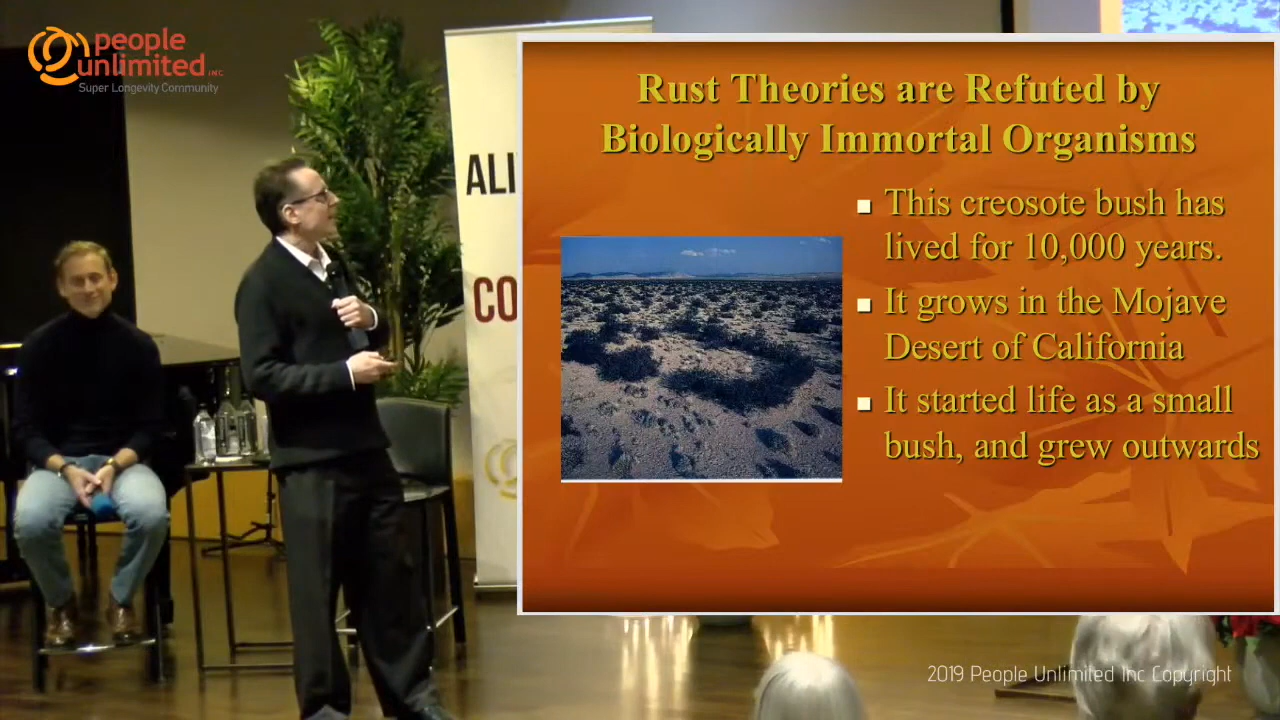 people
unlimited INC
Super Longevity Community
ALI
CO
Rust Theories are Refuted by
Biologically Immortal Organisms
This creosote bush has
lived for 10,000 years.
It grows in the Mojave
Desert of California
It started life as a small
bush, and grew outwards
2019 People Unlimited Inc Copyright